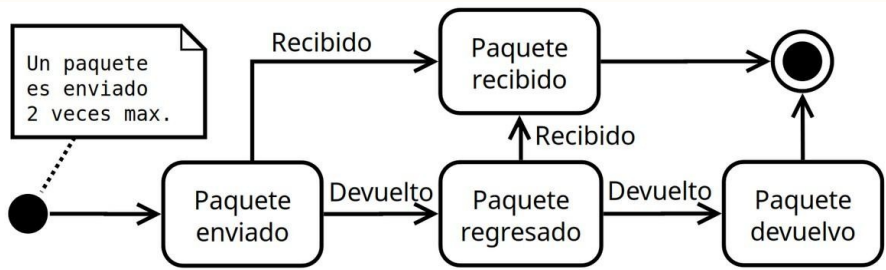 Un paquete
es enviado
2 veces max.
Recibido
Paquete
recibido
Recibido
Paquete
enviado
Devuelto
Paquete
regresado
Devuelto
Paquete
devuelvo